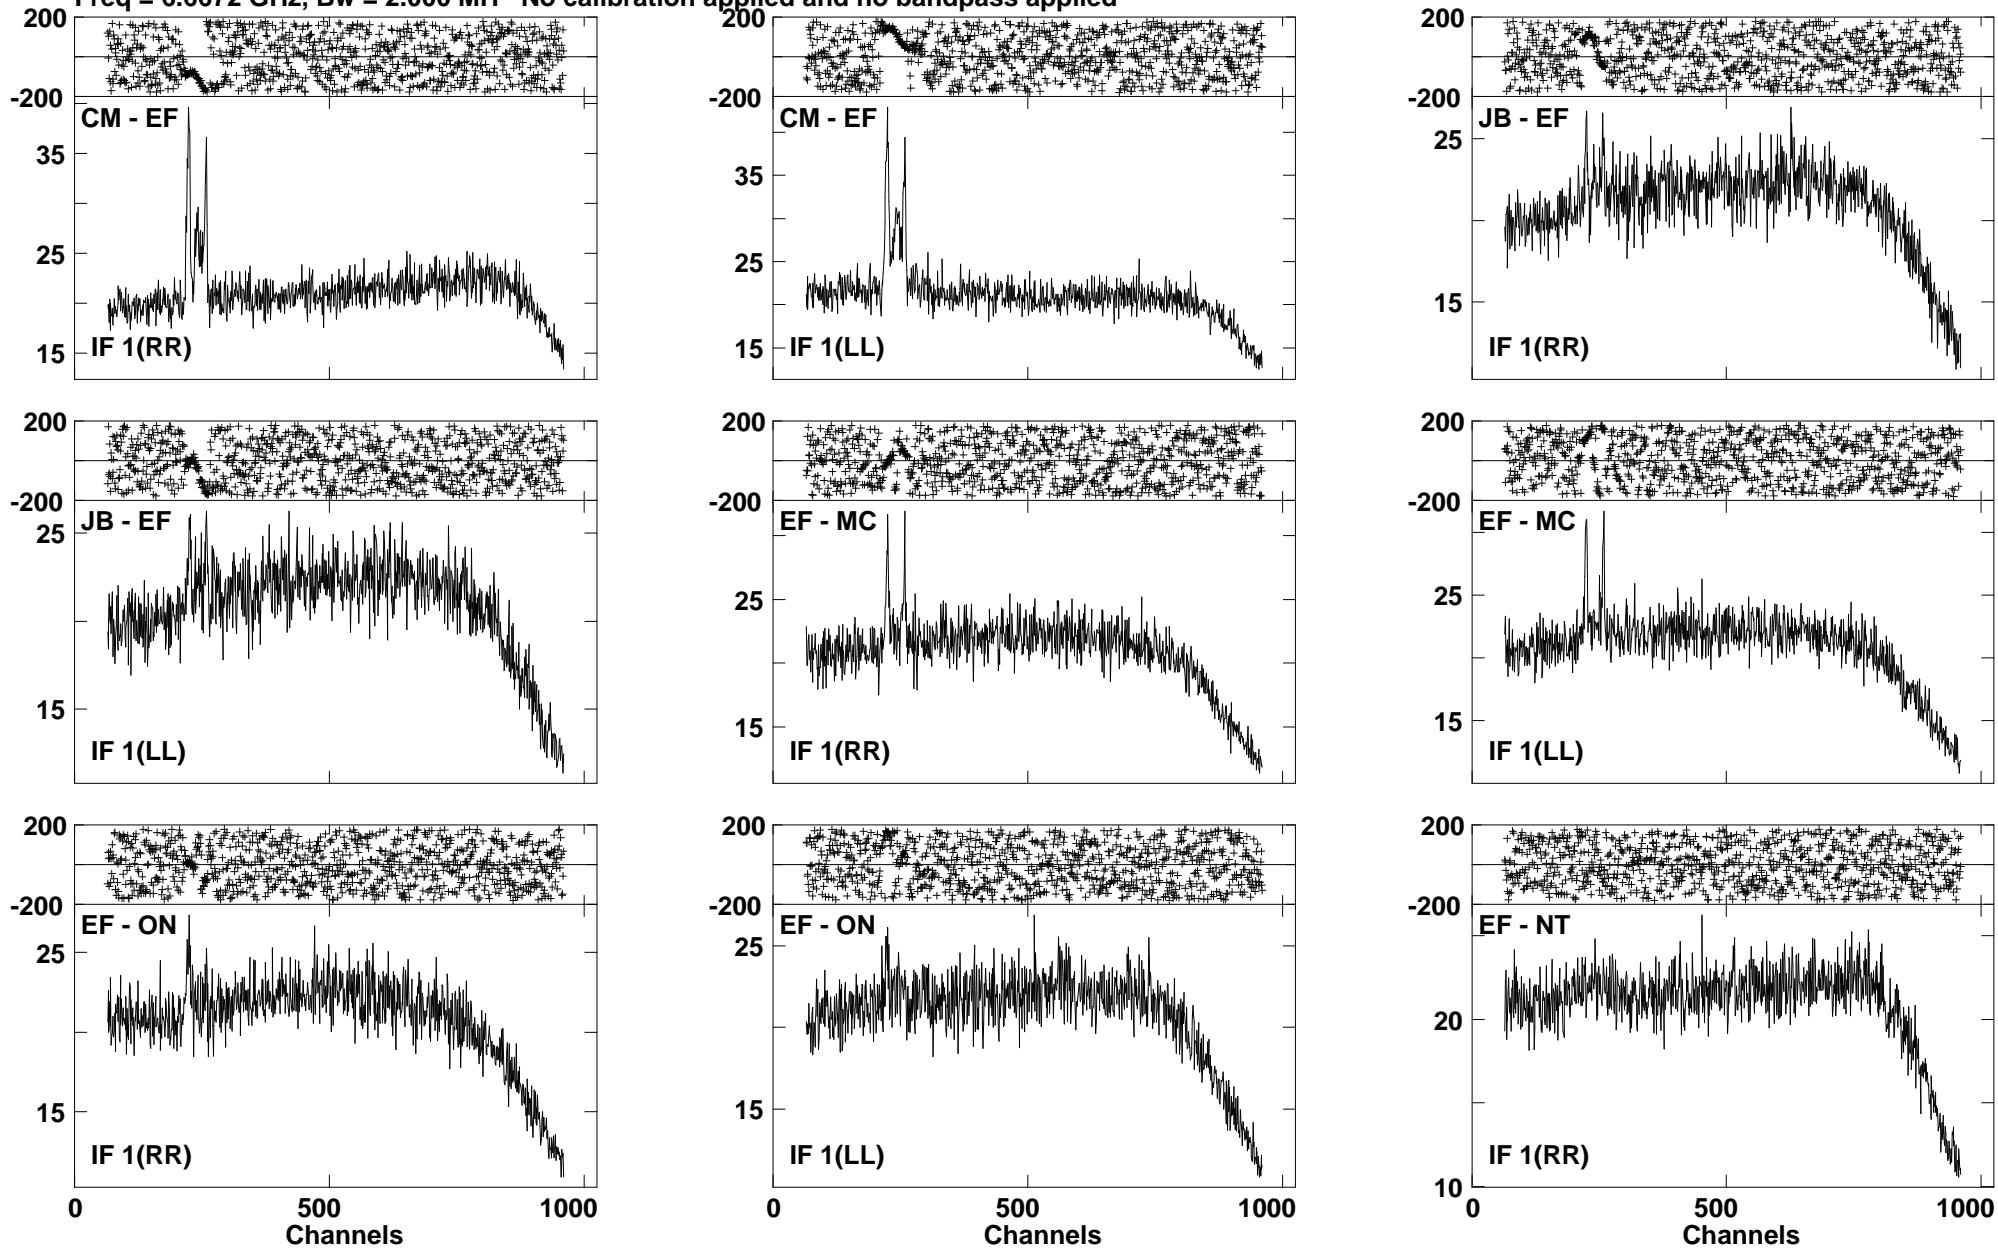 No calibration applied and no bandpass applied
200
-200
CM - EF
35
25
15
IF 1(RR)
CM - EF
35
25
15
IF 1(LL)
200
-200
JB - EF
25
15
IF 1(RR)
200
-200
JB - EF
25
15
IF 1(LL)
200
-200
EF - MC
25
15
IF 1(RR)
200
-200
EF - MC
25
15
IF 1(LL)
200
-200
EF - ON
25
15
IF 1(RR)
0 500 1000
Channels
200
-200
EF - ON
25
15
IF 1(LL)
0 500 1000
Channels
200
-200
EF - NT
20
10
IF 1(RR)
0 500 1000
Channels